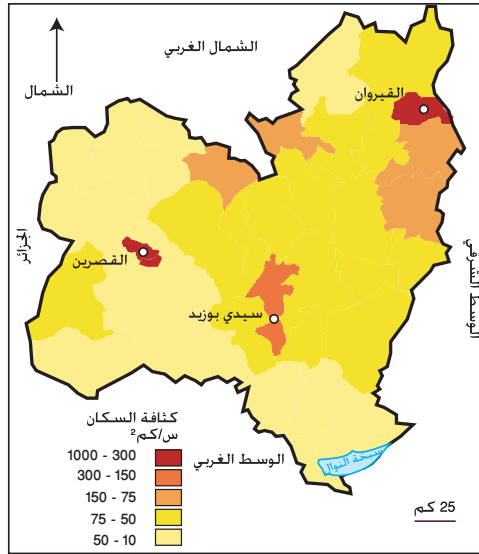 الشمال الغربي
الشمال
القيروان
الجزائر
القصرين
الوسط الشرقي
سيدي بوزيد
كثافة السكان
س/كم²
1000 - 300
300 - 150
150 - 75
75 - 50
50 - 10
الوسط الغربي
سبخة النوال
25 كم